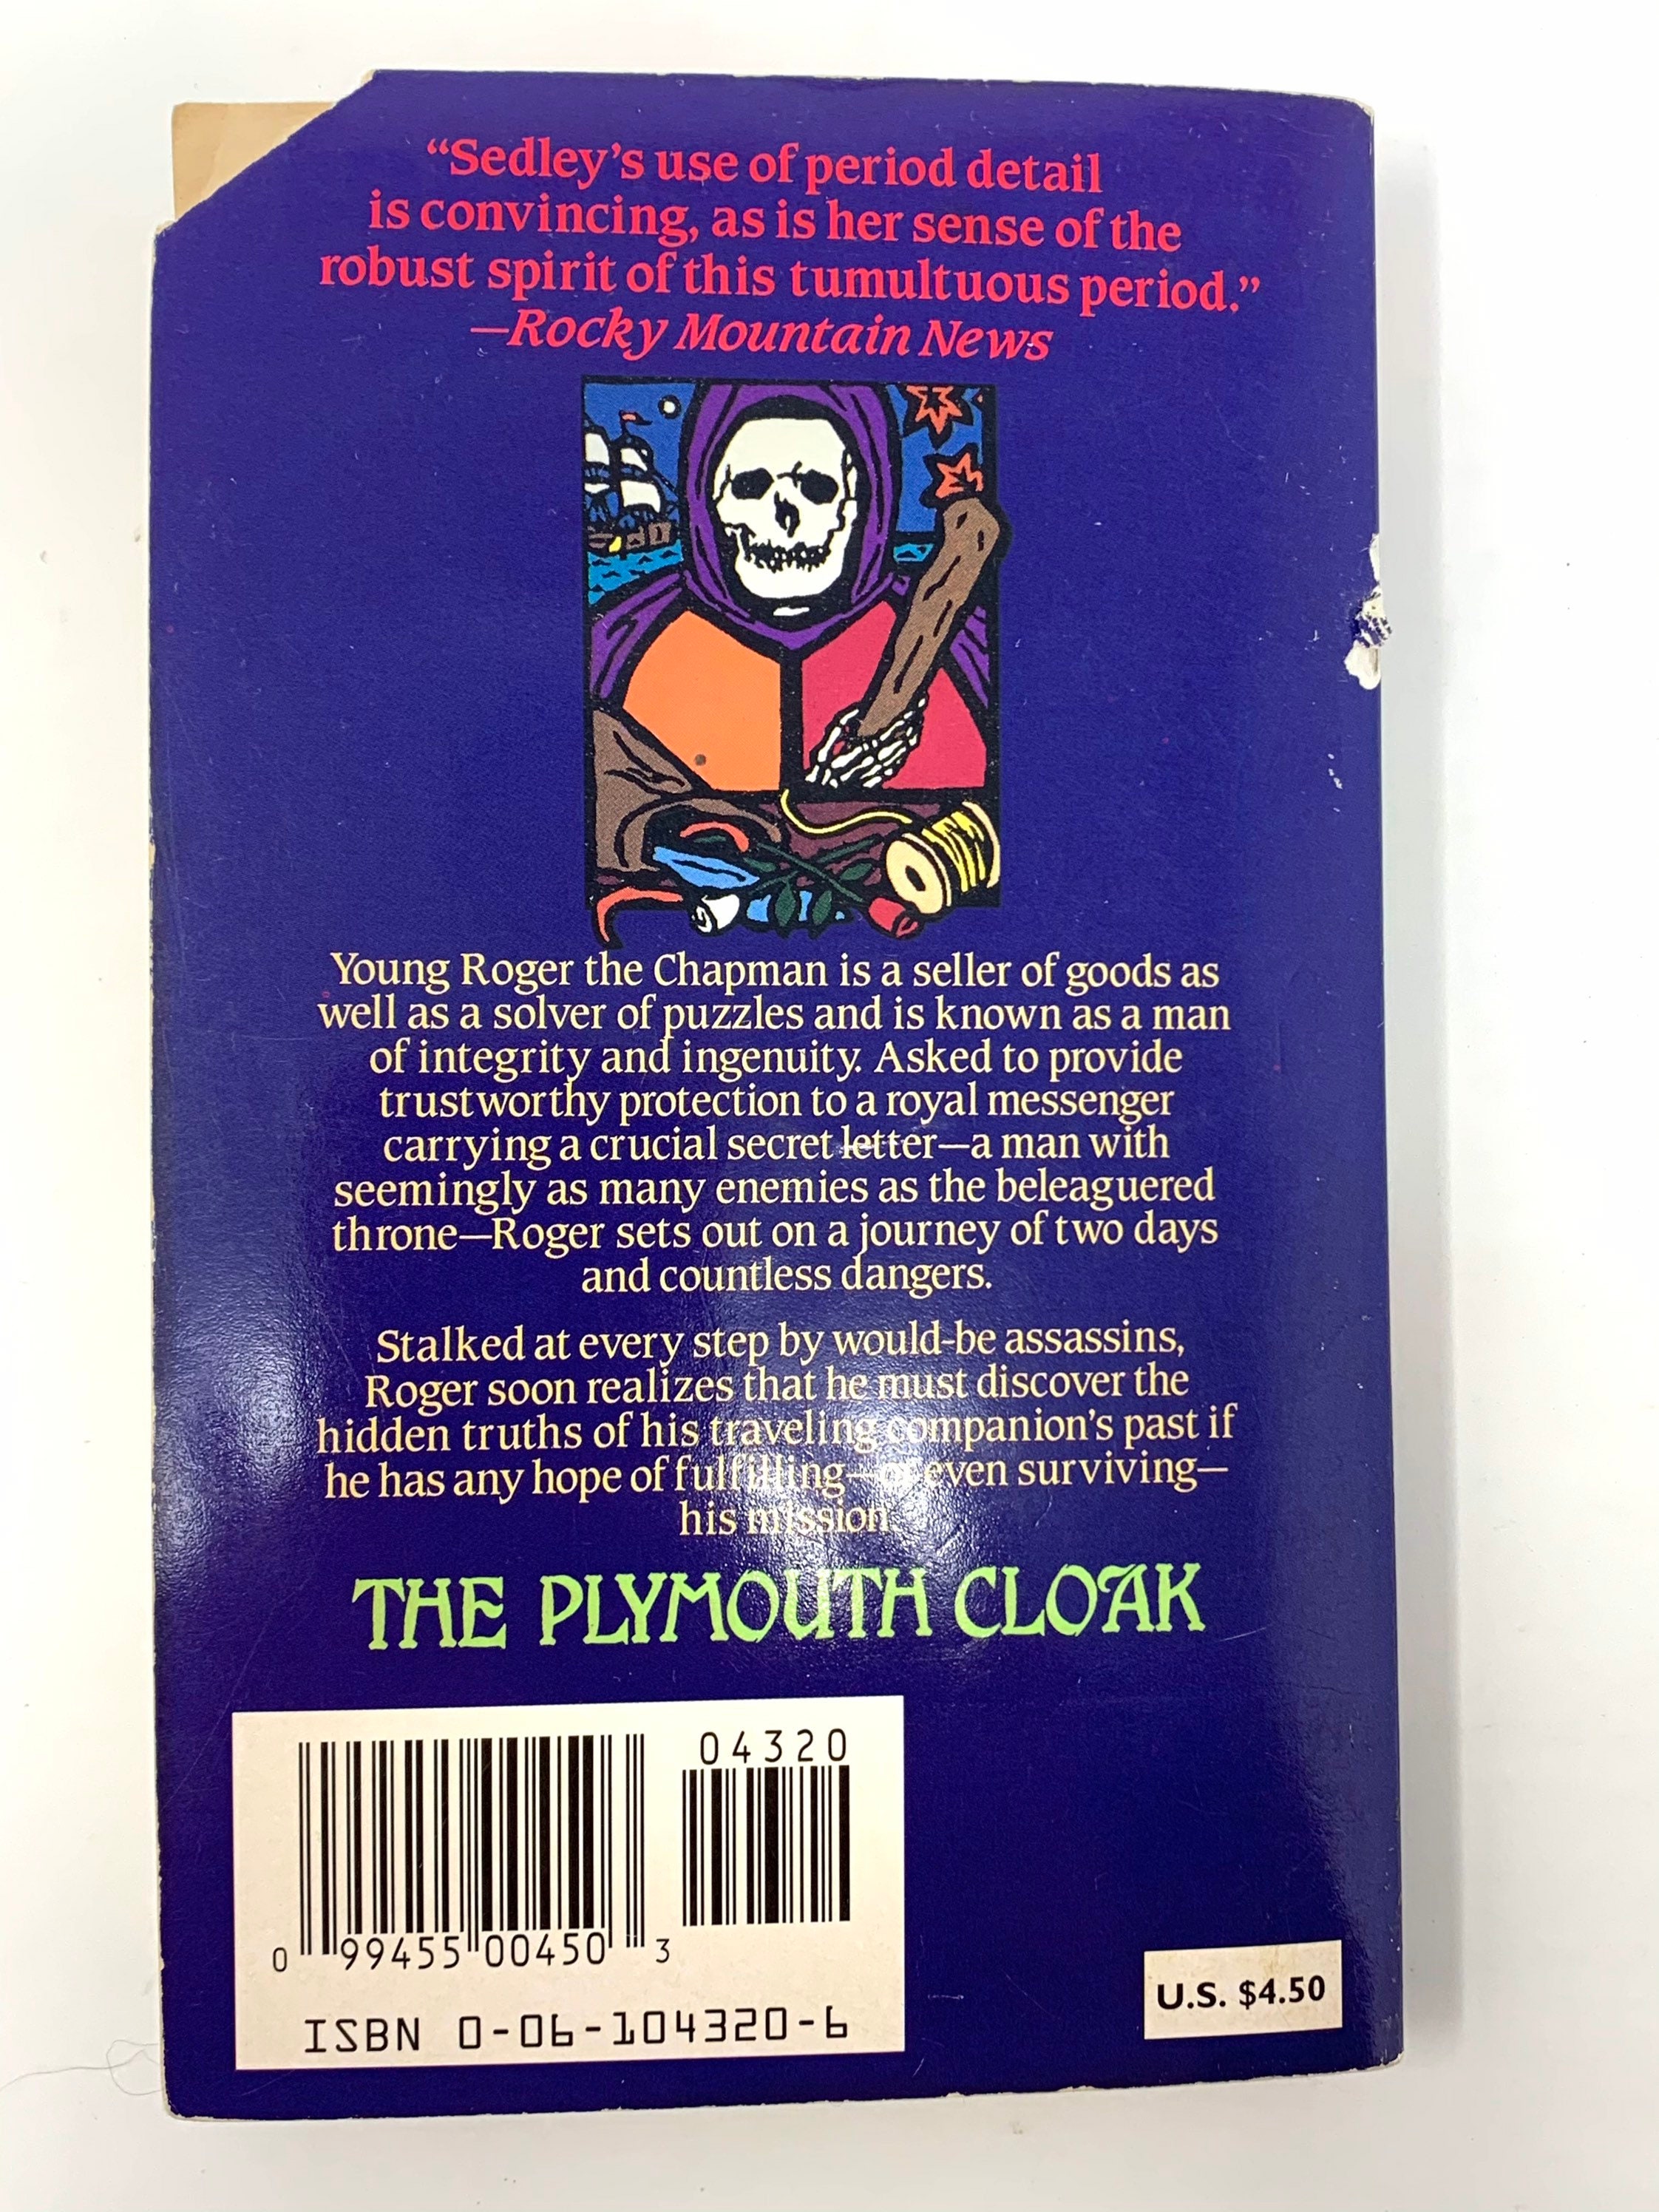 “Sedley’s use of period detail
is convincing, as is her sense of the
robust spirit of this tumultuous period.”
—Rocky Mountain News
Young Roger the Chapman is a seller of goods as
well as a solver of puzzles and is known as a man
of integrity and ingenuity. Asked to provide
trustworthy protection to a royal messenger
carrying a crucial secret letter—a man with
seemingly as many enemies as the beleaguered
throne—Roger sets out on a journey of two days
and countless dangers.
Stalked at every step by would-be assassins,
Roger soon realizes that he must discover the
hidden truths of his traveling companion’s past if
he has any hope of fulfilling—or even surviving—
his mission.
THE PLYMOUTH CLOAK
04320
0 99455 00450 3
ISBN 0-06-104320-6
U.S. $4.50